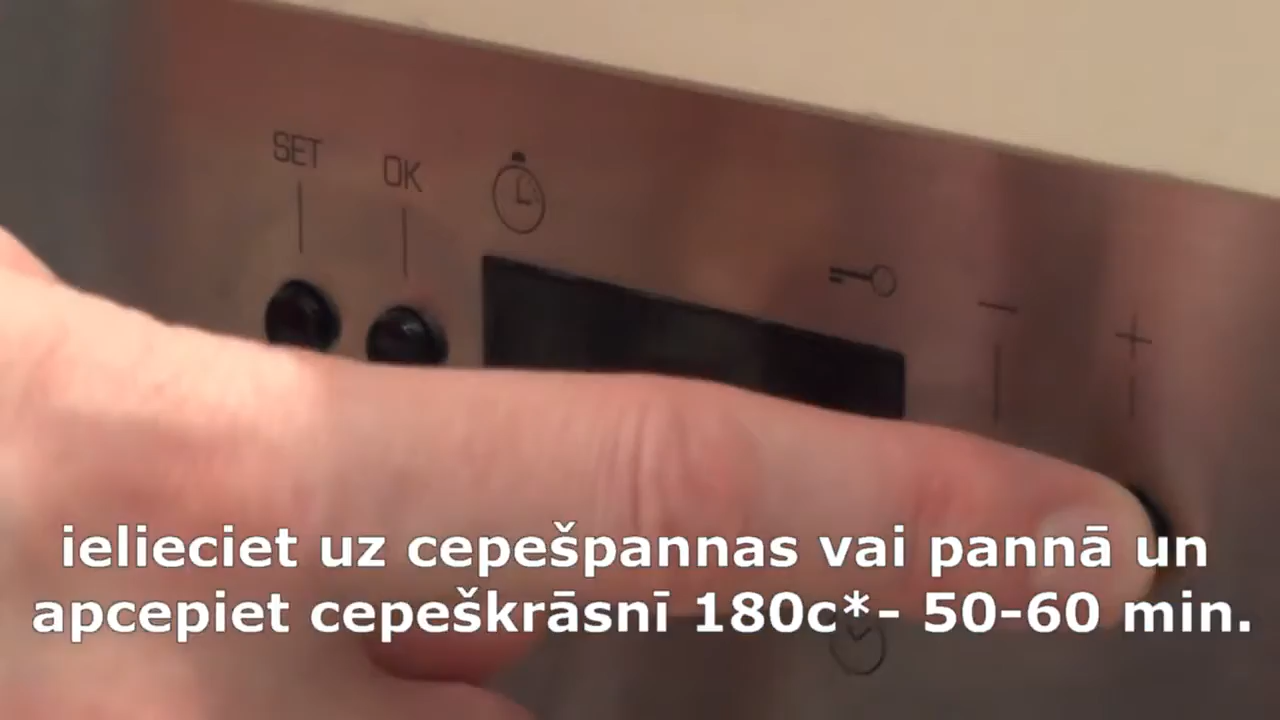 SET
OK
ielieciet uz cepešpannas vai pannā un
apcepiet cepeškrāsnī 180c*- 50-60 min.